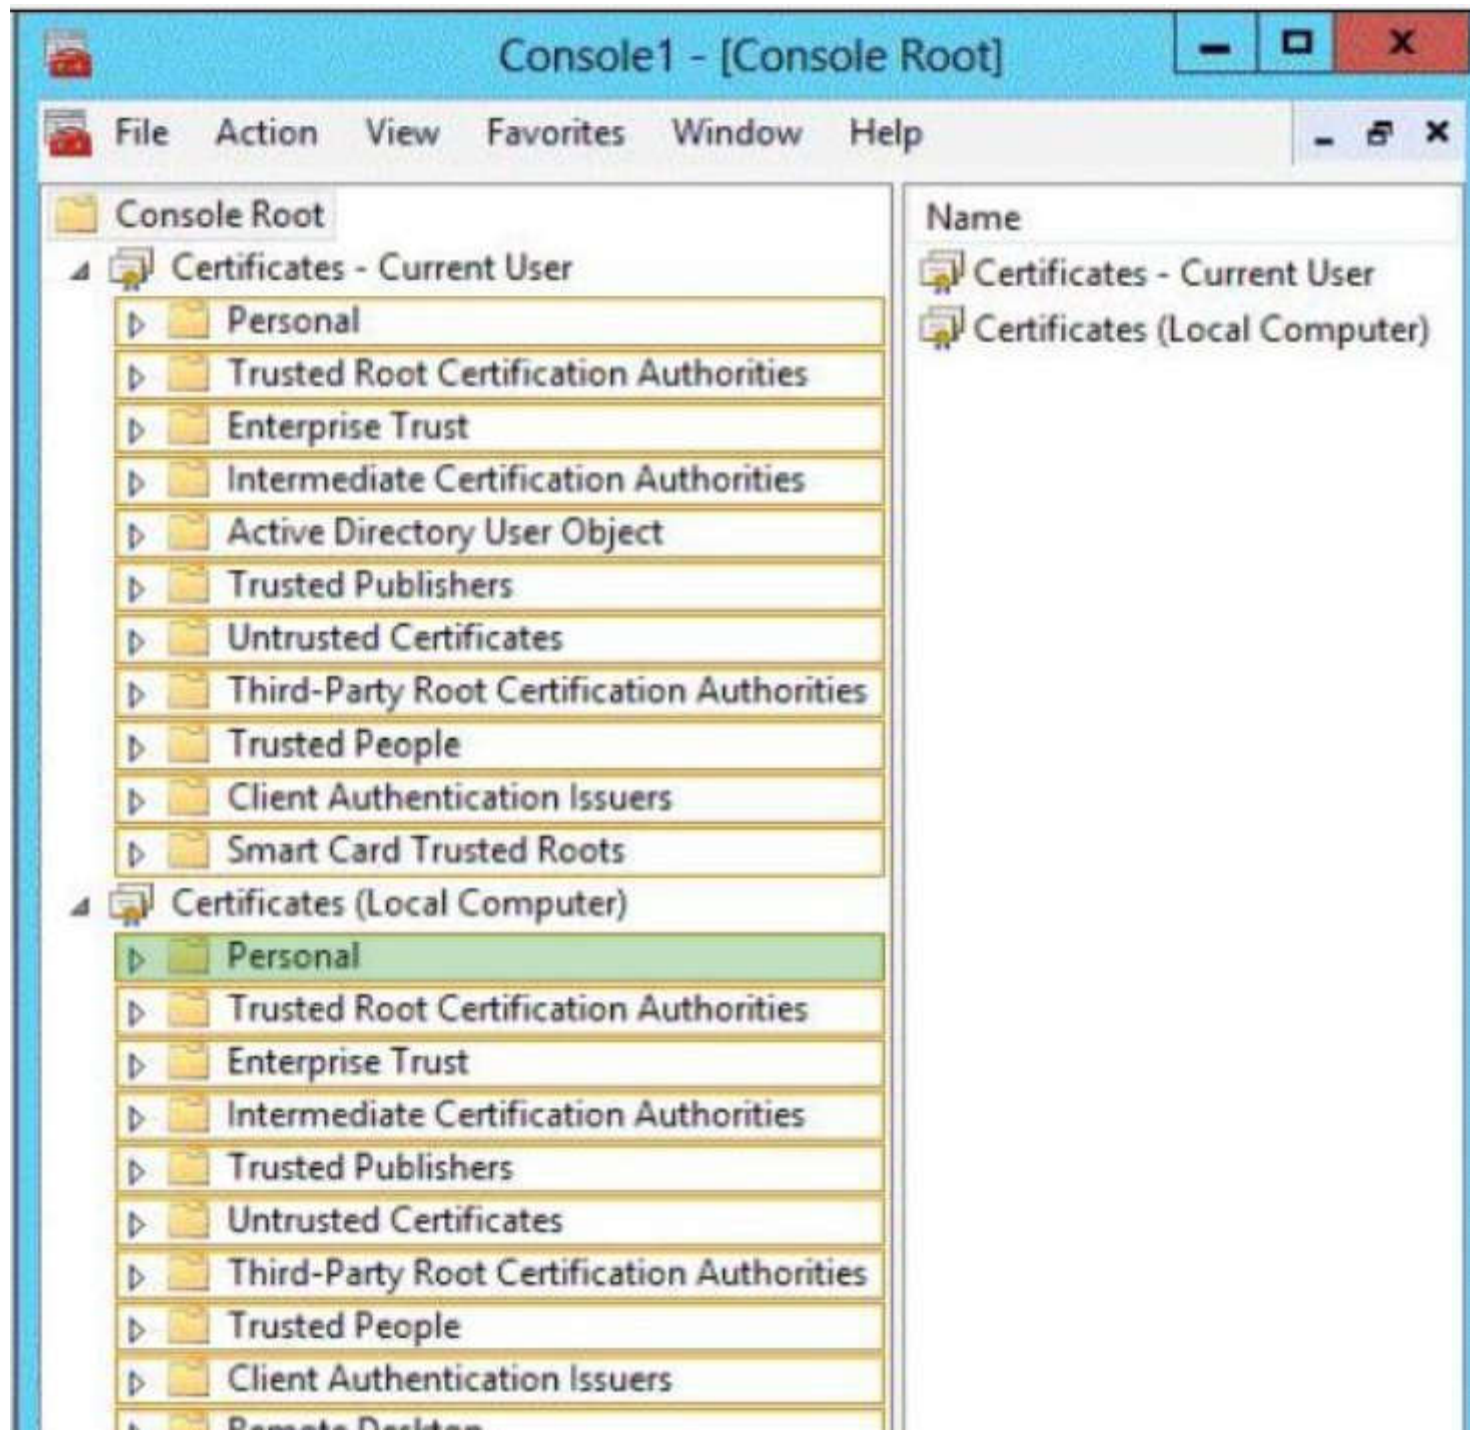 Console1 - [Console Root]
File Action View Favorites Window Help
Console Root
Certificates - Current User
Personal
Trusted Root Certification Authorities
Enterprise Trust
Intermediate Certification Authorities
Active Directory User Object
Trusted Publishers
Untrusted Certificates
Third-Party Root Certification Authorities
Trusted People
Client Authentication Issuers
Smart Card Trusted Roots
Certificates (Local Computer)
Personal
Trusted Root Certification Authorities
Enterprise Trust
Intermediate Certification Authorities
Trusted Publishers
Untrusted Certificates
Third-Party Root Certification Authorities
Trusted People
Client Authentication Issuers
Remote Desktop
Name
Certificates - Current User
Certificates (Local Computer)